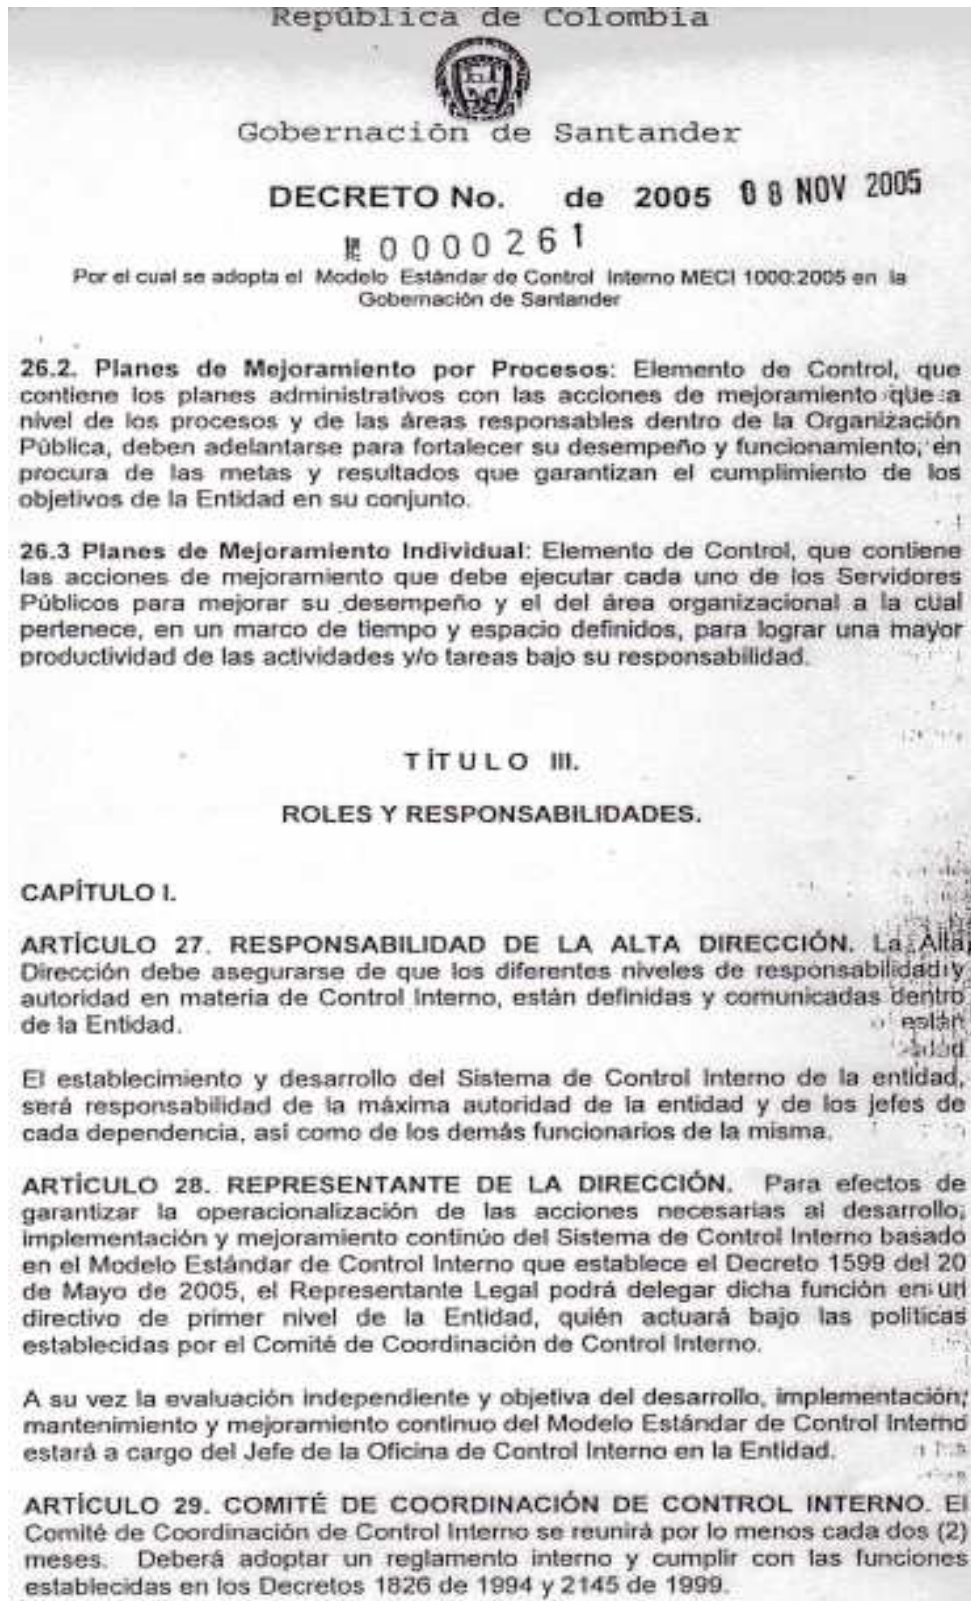 República de Colombia
Gobernación de Santander
DECRETO No. de 2005 08 NOV 2005
0000261
Por el cual se adopta el Modelo Estándar de Control Interno MECI 1000:2005 en la
Gobernación de Santander
26.2. Planes de Mejoramiento por Procesos: Elemento de Control, que
contiene los planes administrativos con las acciones de mejoramiento que a
nivel de los procesos y de las áreas responsables dentro de la Organización
Pública, deben adelantarse para fortalecer su desempeño y funcionamiento, en
procura de las metas y resultados que garantizan el cumplimiento de los
objetivos de la Entidad en su conjunto.
26.3 Planes de Mejoramiento Individual: Elemento de Control, que contiene
las acciones de mejoramiento que debe ejecutar cada uno de los Servidores
Públicos para mejorar su desempeño y el del área organizacional a la cual
pertenece, en un marco de tiempo y espacio definidos, para lograr una mayor
productividad de las actividades y/o tareas bajo su responsabilidad.
TÍTULO III.
ROLES Y RESPONSABILIDADES.
CAPÍTULO I.
ARTÍCULO 27. RESPONSABILIDAD DE LA ALTA DIRECCIÓN. La Alta
Dirección debe asegurarse de que los diferentes niveles de responsabilidad y
autoridad en materia de Control Interno, están definidas y comunicadas dentro
de la Entidad.
están
El establecimiento y desarrollo del Sistema de Control Interno de la entidad,
será responsabilidad de la máxima autoridad de la entidad y de los jefes de
cada dependencia, así como de los demás funcionarios de la misma.
ARTÍCULO 28. REPRESENTANTE DE LA DIRECCIÓN. Para efectos de
garantizar la operacionalización de las acciones necesarias al desarrollo,
implementación y mejoramiento continúo del Sistema de Control Interno basado
en el Modelo Estándar de Control Interno que establece el Decreto 1599 del 20
de Mayo de 2005, el Representante Legal podrá delegar dicha función en un
directivo de primer nivel de la Entidad, quién actuará bajo las políticas
establecidas por el Comité de Coordinación de Control Interno.
A su vez la evaluación independiente y objetiva del desarrollo, implementación,
mantenimiento y mejoramiento continuo del Modelo Estándar de Control Interno
estará a cargo del Jefe de la Oficina de Control Interno en la Entidad.
ARTÍCULO 29. COMITÉ DE COORDINACIÓN DE CONTROL INTERNO. El
Comité de Coordinación de Control Interno se reunirá por lo menos cada dos (2)
meses. Deberá adoptar un reglamento interno y cumplir con las funciones
establecidas en los Decretos 1826 de 1994 y 2145 de 1999.